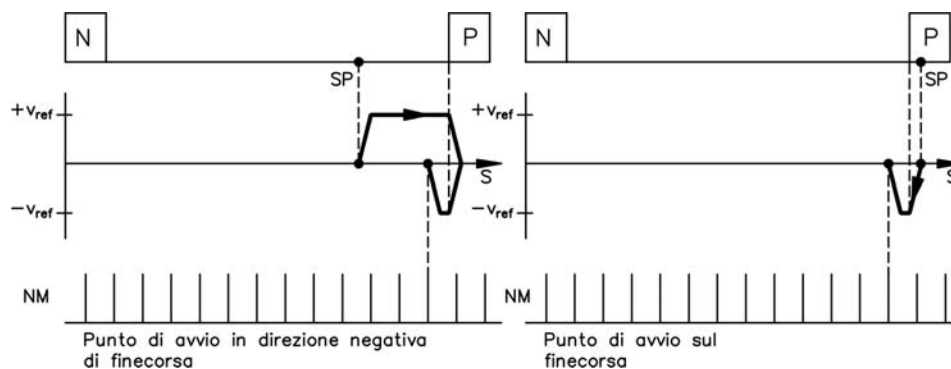 N P
SP
+vref
S
-vref
NM
Punto di avvio in direzione negativa
di finecorsa
N P
SP
+vref
S
-vref
NM
Punto di avvio sul
finecorsa